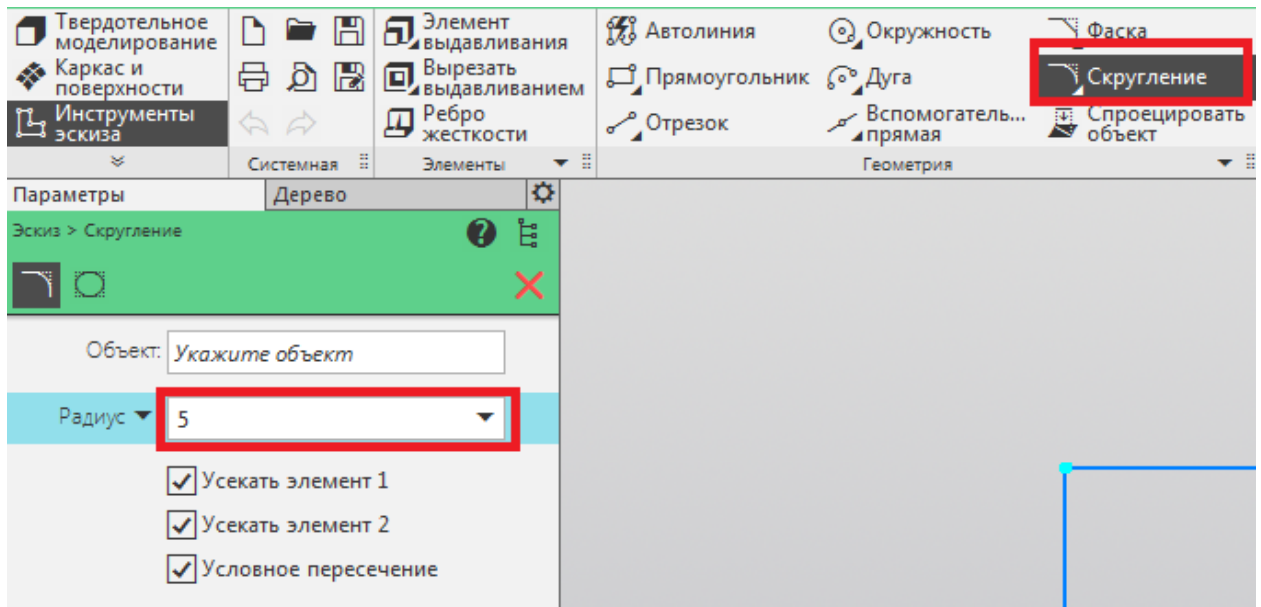 Твердотельное
моделирование
Каркас и
поверхности
Инструменты
эскиза
Системная
Элемент
выдавливания
Вырезать
выдавливанием
Ребро
жесткости
Элементы
Автолиния
Прямоугольник
Отрезок
Окружность
Дуга
Вспомогатель...
прямая
Фаска
Скругление
Спроецировать
объект
Геометрия
Параметры
Дерево
Эскиз > Скругление
Объект:
Укажите объект
Радиус
5
Усекать элемент 1
Усекать элемент 2
Условное пересечение